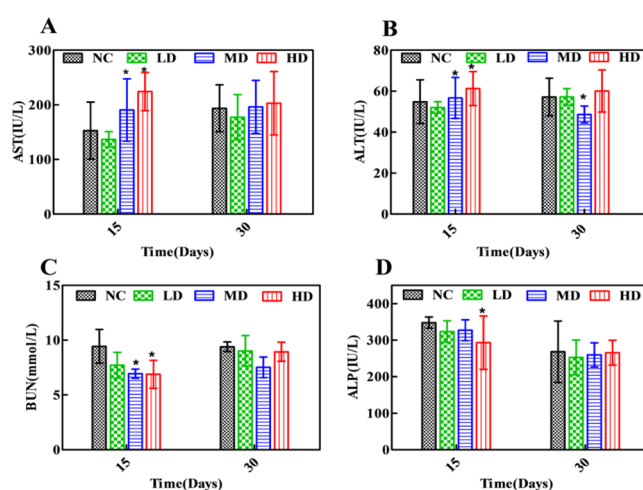 A
NC LD MD HD
AST(IU/L)
300
200
100
0
* *
15 30
Time(Days)
B
NC LD MD HD
ALT(IU/L)
80
60
40
20
0
* * *
15 30
Time(Days)
C
NC LD MD HD
BUN(mmol/L)
15
10
5
0
* *
15 30
Time(Days)
D
NC LD MD HD
ALP(IU/L)
400
300
200
100
0
*
15 30
Time(Days)